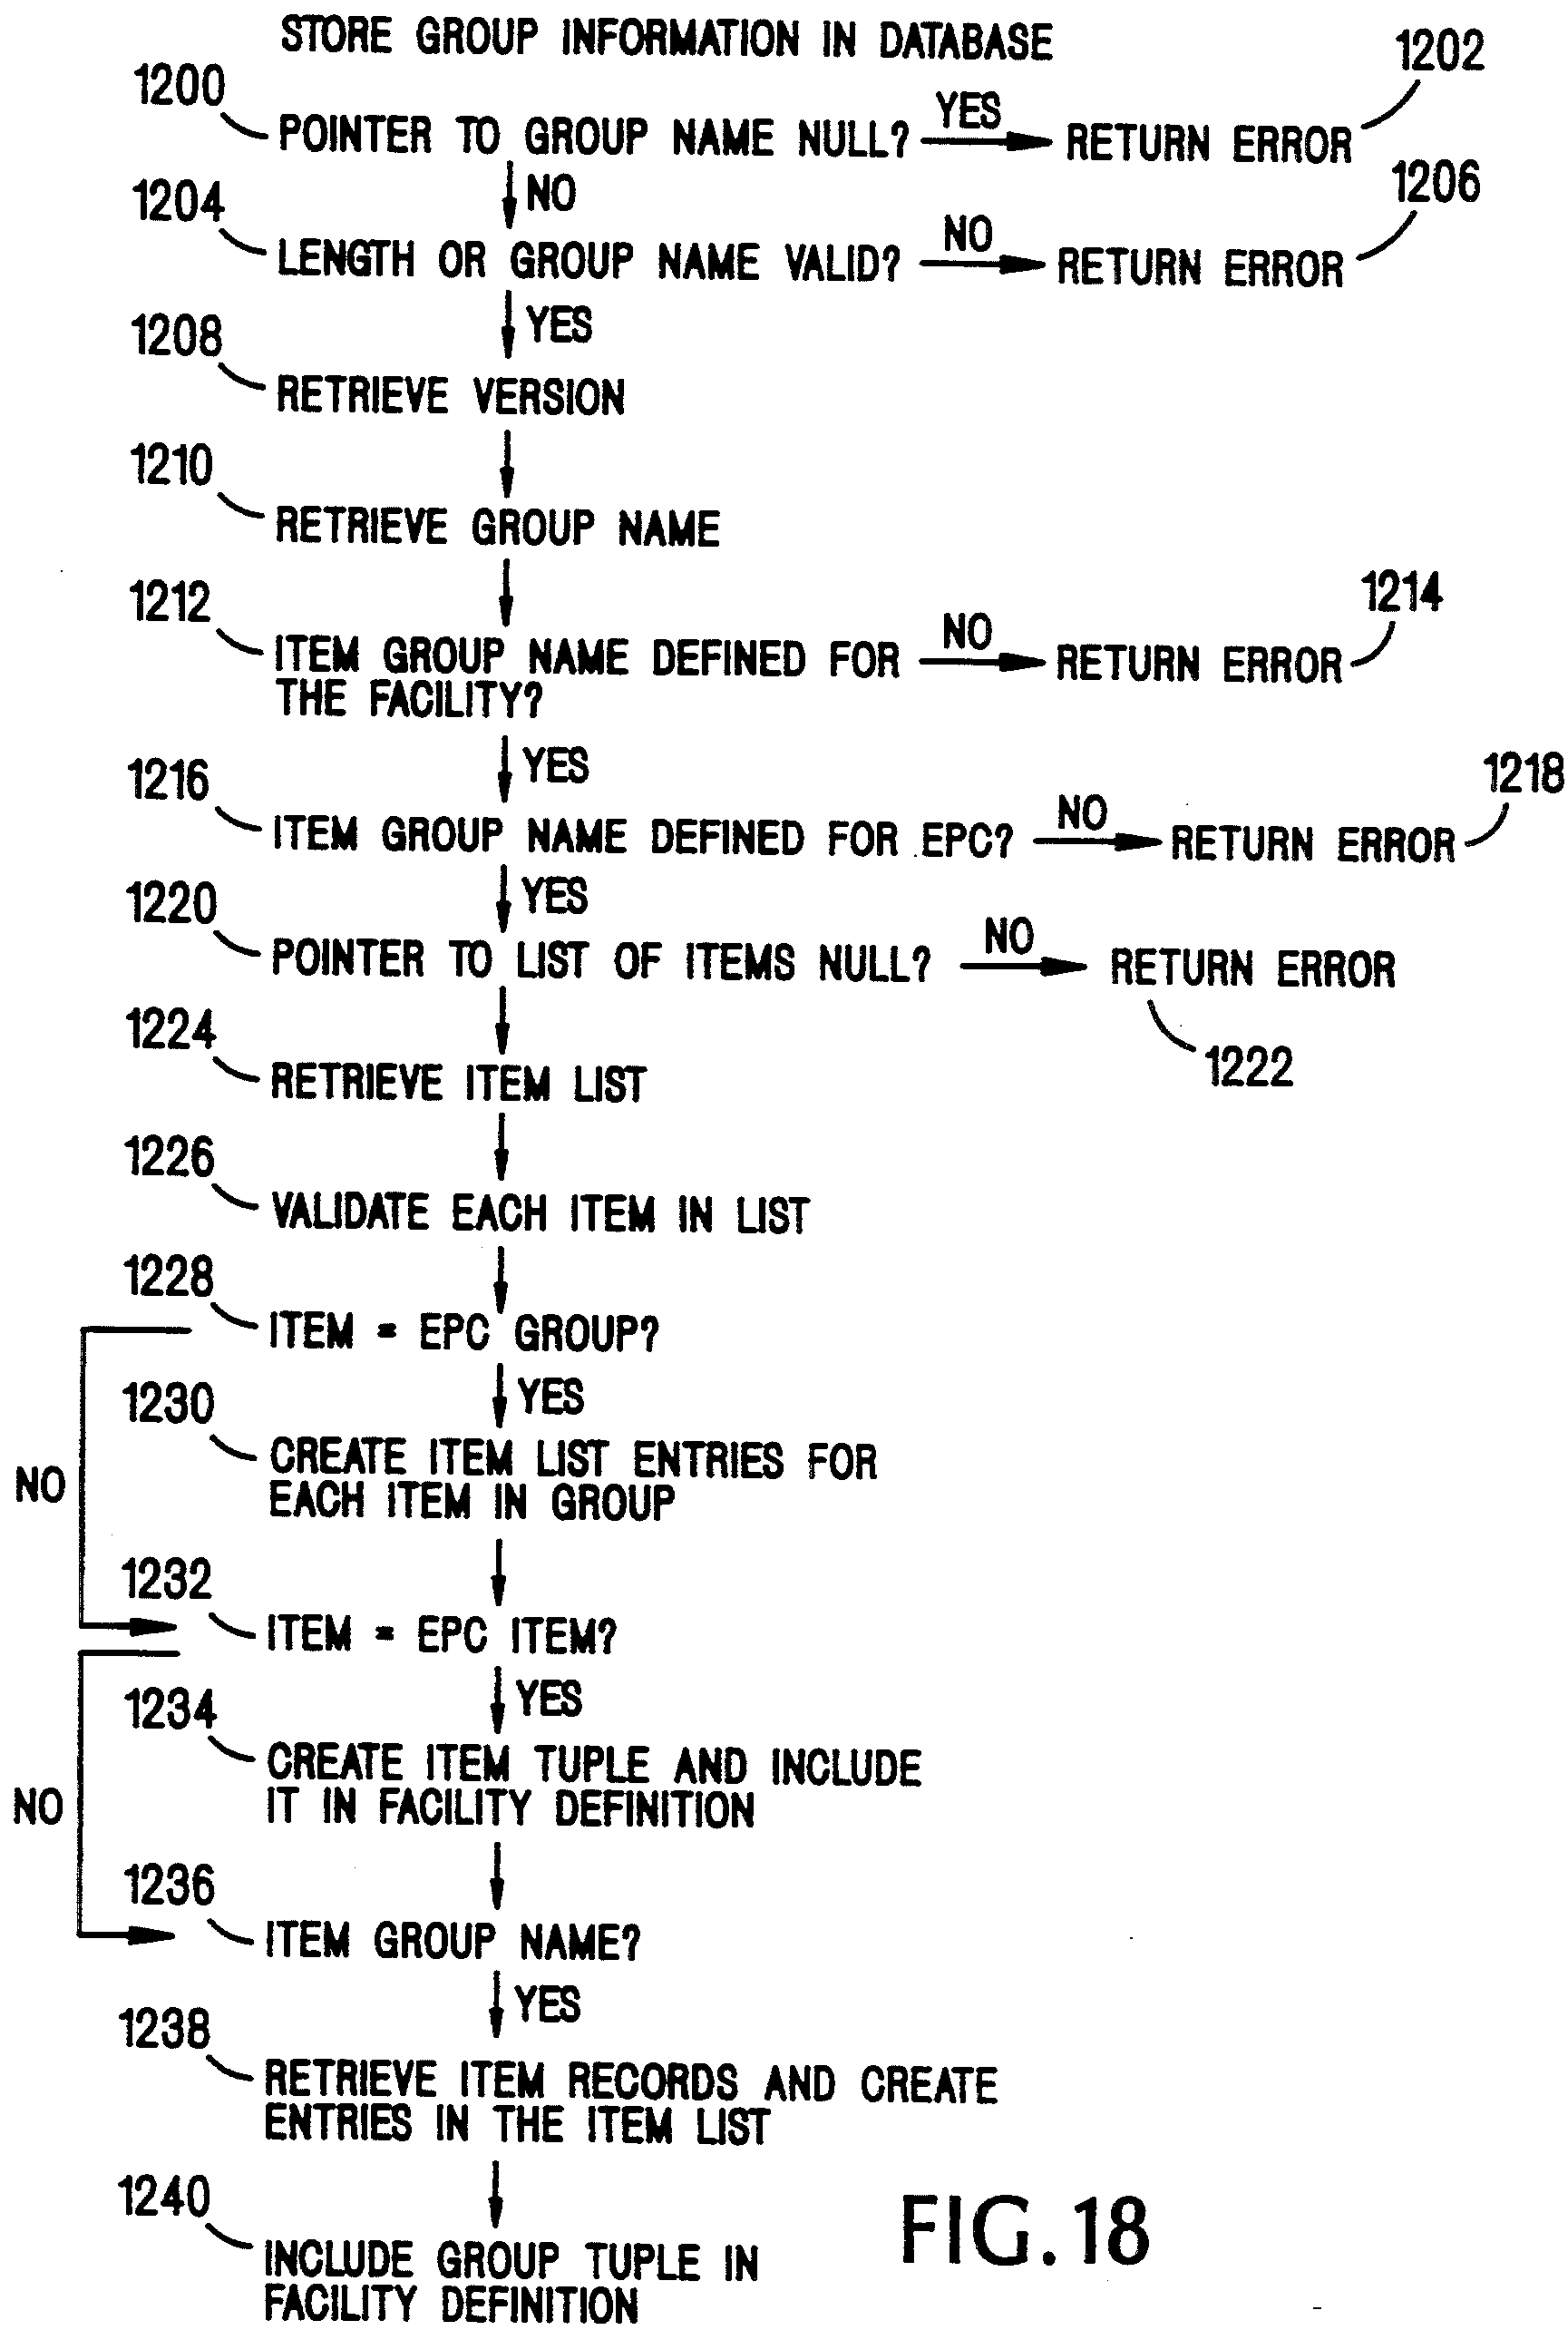 STORE GROUP INFORMATION IN DATABASE
1200
POINTER TO GROUP NAME NULL?
YES
RETURN ERROR
1202
NO
1204
LENGTH OR GROUP NAME VALID?
NO
RETURN ERROR
1206
YES
1208
RETRIEVE VERSION
1210
RETRIEVE GROUP NAME
1212
ITEM GROUP NAME DEFINED FOR
THE FACILITY?
NO
RETURN ERROR
1214
YES
1216
ITEM GROUP NAME DEFINED FOR EPC?
NO
RETURN ERROR
1218
YES
1220
POINTER TO LIST OF ITEMS NULL?
NO
RETURN ERROR
1222
1224
RETRIEVE ITEM LIST
1226
VALIDATE EACH ITEM IN LIST
1228
ITEM = EPC GROUP?
YES
NO
1230
CREATE ITEM LIST ENTRIES FOR
EACH ITEM IN GROUP
1232
ITEM = EPC ITEM?
YES
NO
1234
CREATE ITEM TUPLE AND INCLUDE
IT IN FACILITY DEFINITION
1236
ITEM GROUP NAME?
YES
1238
RETRIEVE ITEM RECORDS AND CREATE
ENTRIES IN THE ITEM LIST
1240
INCLUDE GROUP TUPLE IN
FACILITY DEFINITION
FIG. 18